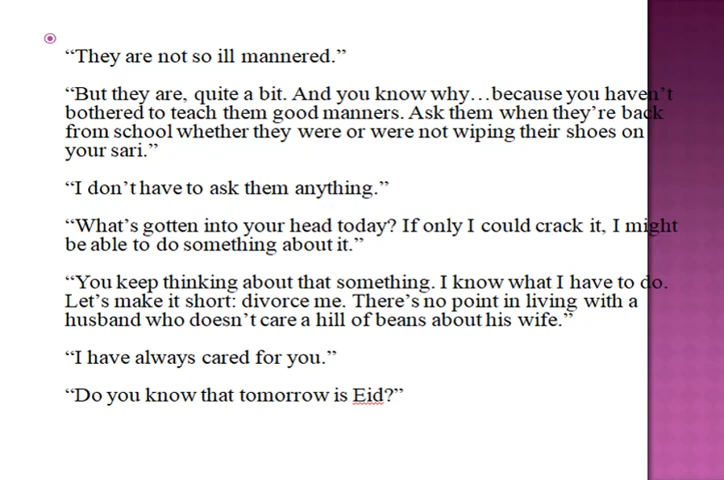 “They are not so ill mannered.”
“But they are, quite a bit. And you know why…because you haven’t
bothered to teach them good manners. Ask them when they’re back
from school whether they were or were not wiping their shoes on
your sari.”
“I don’t have to ask them anything.”
“What’s gotten into your head today? If only I could crack it, I might
be able to do something about it.”
“You keep thinking about that something. I know what I have to do.
Let’s make it short: divorce me. There’s no point in living with a
husband who doesn’t care a hill of beans about his wife.”
“I have always cared for you.”
“Do you know that tomorrow is Eid?”